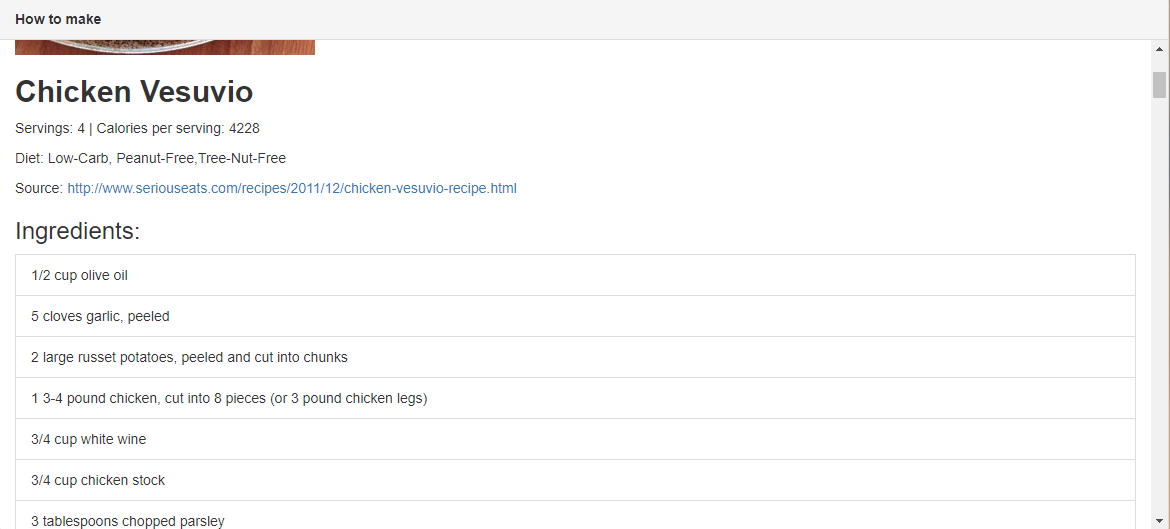 How to make
Chicken Vesuvio
Servings: 4 | Calories per serving: 4228
Diet: Low-Carb, Peanut-Free,Tree-Nut-Free
Source: http://www.seriouseats.com/recipes/2011/12/chicken-vesuvio-recipe.html
Ingredients:
1/2 cup olive oil
5 cloves garlic, peeled
2 large russet potatoes, peeled and cut into chunks
1 3-4 pound chicken, cut into 8 pieces (or 3 pound chicken legs)
3/4 cup white wine
3/4 cup chicken stock
3 tablespoons chopped parsley